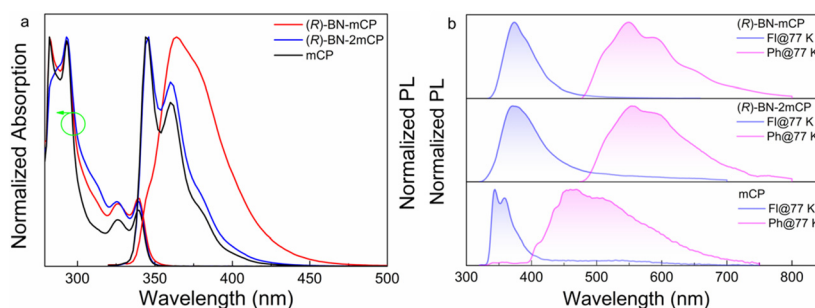 a
(R)-BN-mCP
(R)-BN-2mCP
mCP
Normalized Absorption
Normalized PL
300 350 400 450 500
Wavelength (nm)
b
(R)-BN-mCP
Fl@77 K
Ph@77 K
(R)-BN-2mCP
Fl@77 K
Ph@77 K
mCP
Fl@77 K
Ph@77 K
Normalized PL
300 400 500 600 700 800
Wavelength (nm)